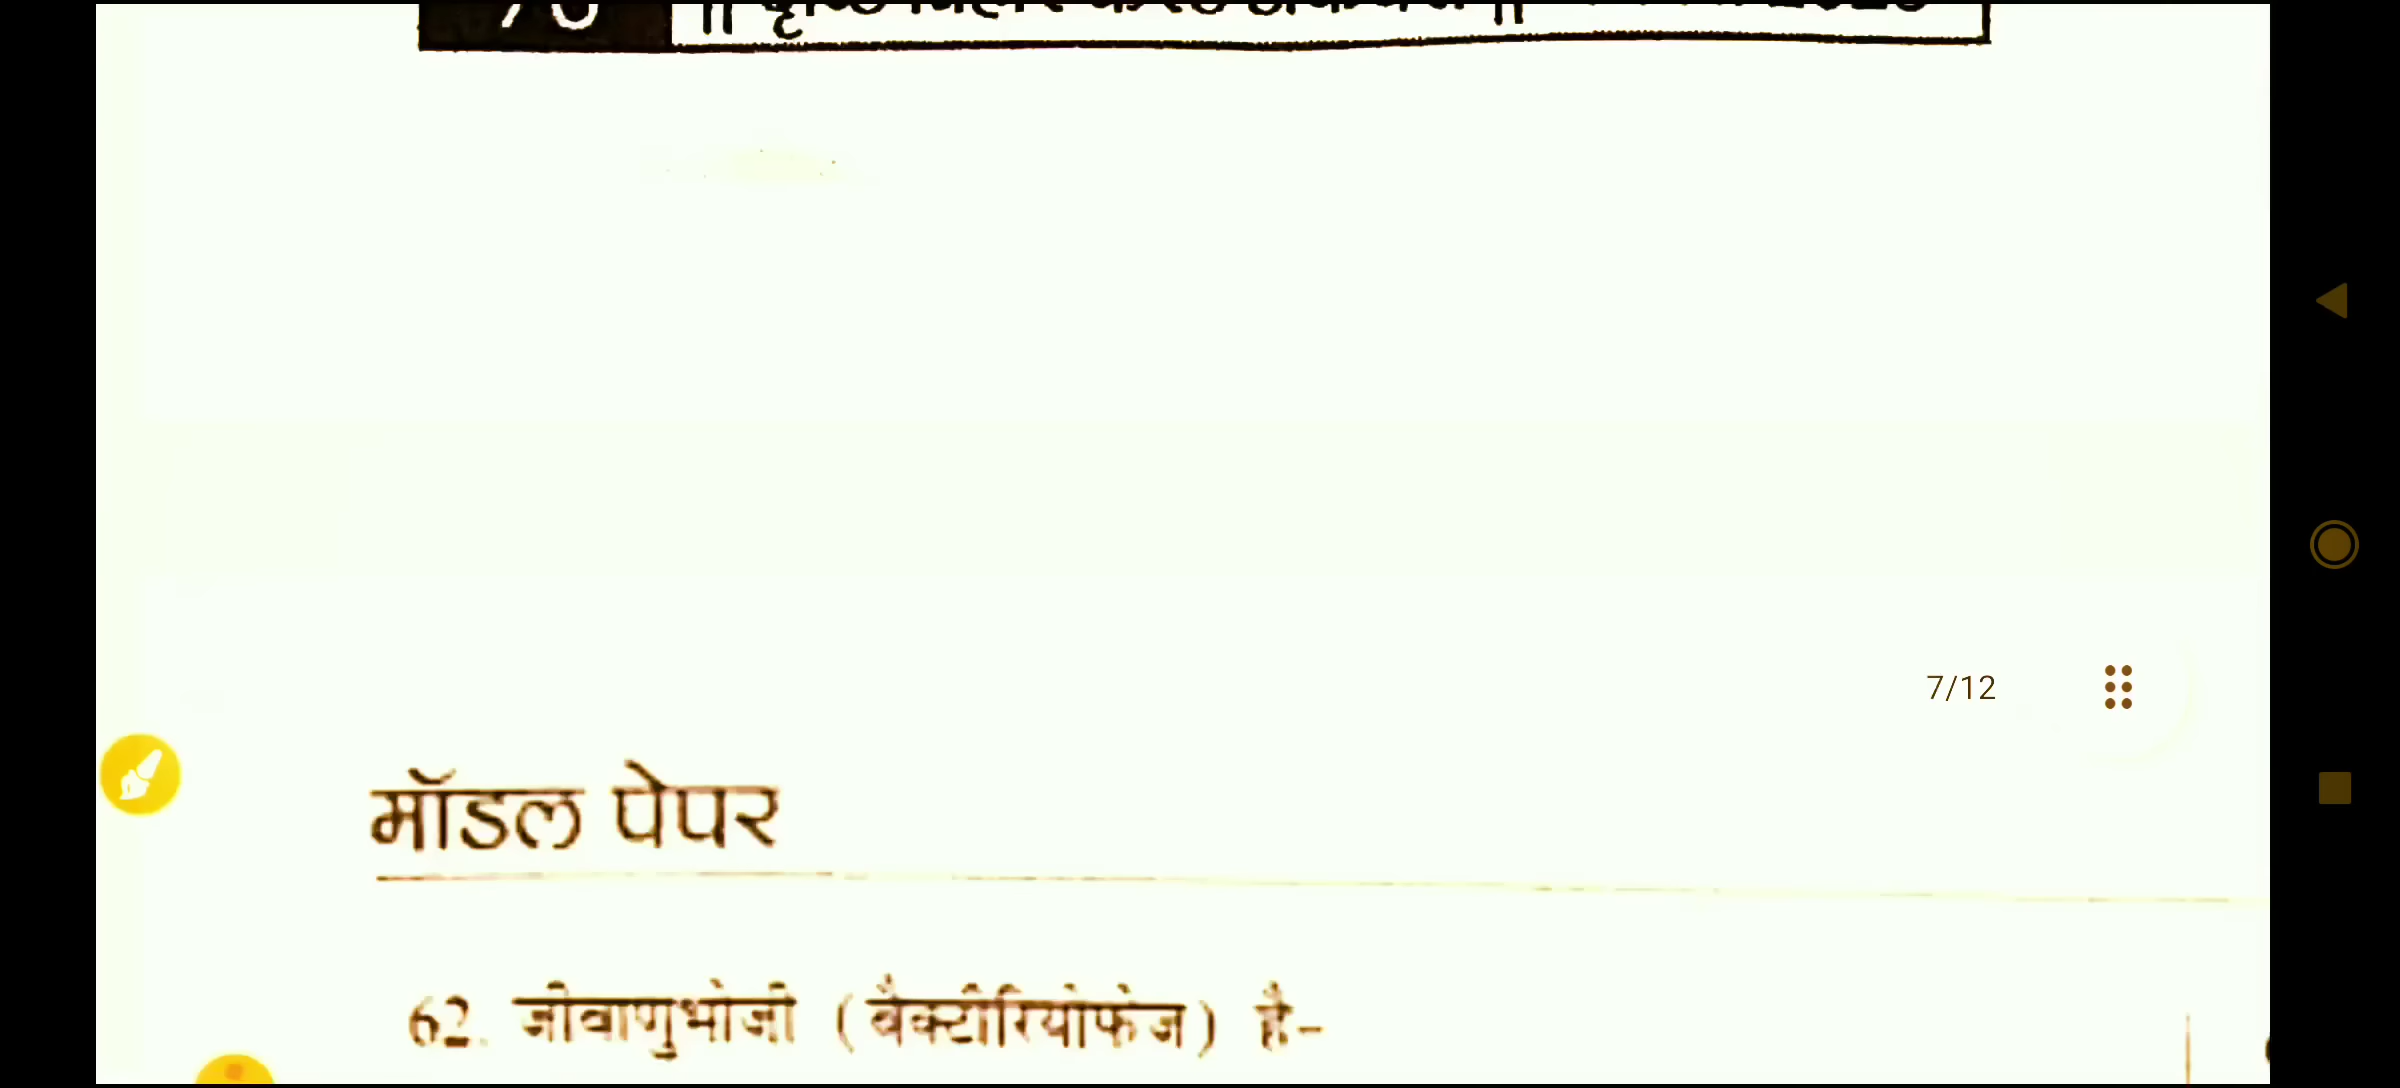 7/12
मॉडल पेपर
62. जीवाणुभोजी (बैक्टीरियोफेज) है-